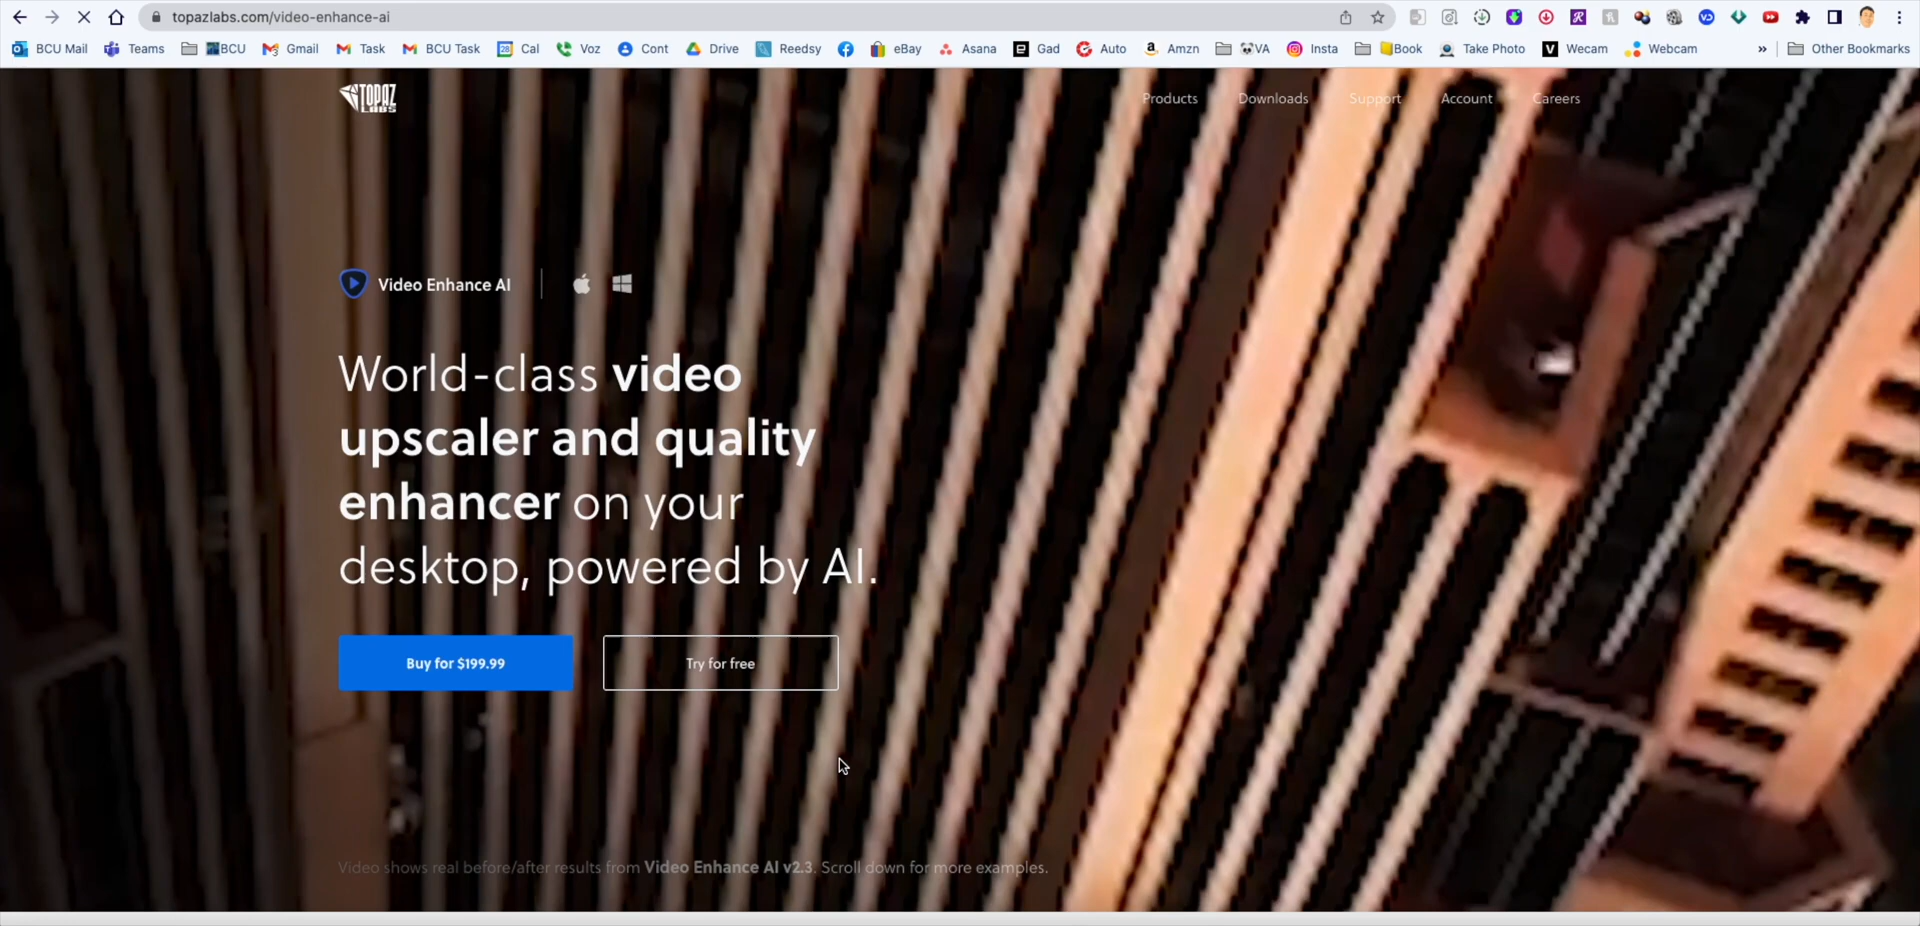 topazlabs.com/video-enhance-ai
BCU Mail Teams BCU Gmail Task BCU Task 28 Cal Voz Cont Drive Reedsy eBay Asana Gad Auto Amzn VA Insta Book Take Photo Wecam Webcam » Other Bookmarks
TOPAZ
LABS
Products Downloads Support Account Careers
Video Enhance AI
World-class video
upscaler and quality
enhancer on your
desktop, powered by AI.
Buy for $199.99 Try for free
Video shows real before/after results from Video Enhance AI v2.3. Scroll down for more examples.